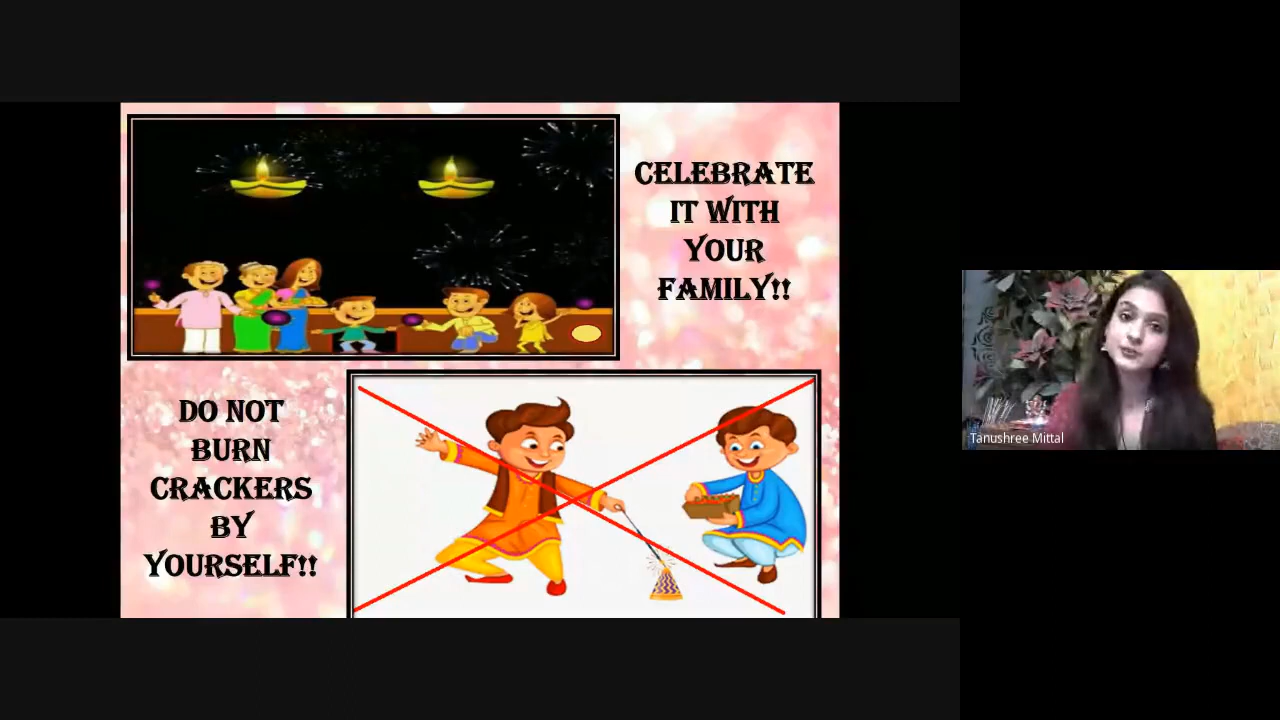 CELEBRATE
IT WITH
YOUR
FAMILY!!
DO NOT
BURN
CRACKERS
BY
YOURSELF!!
Tanushree Mittal